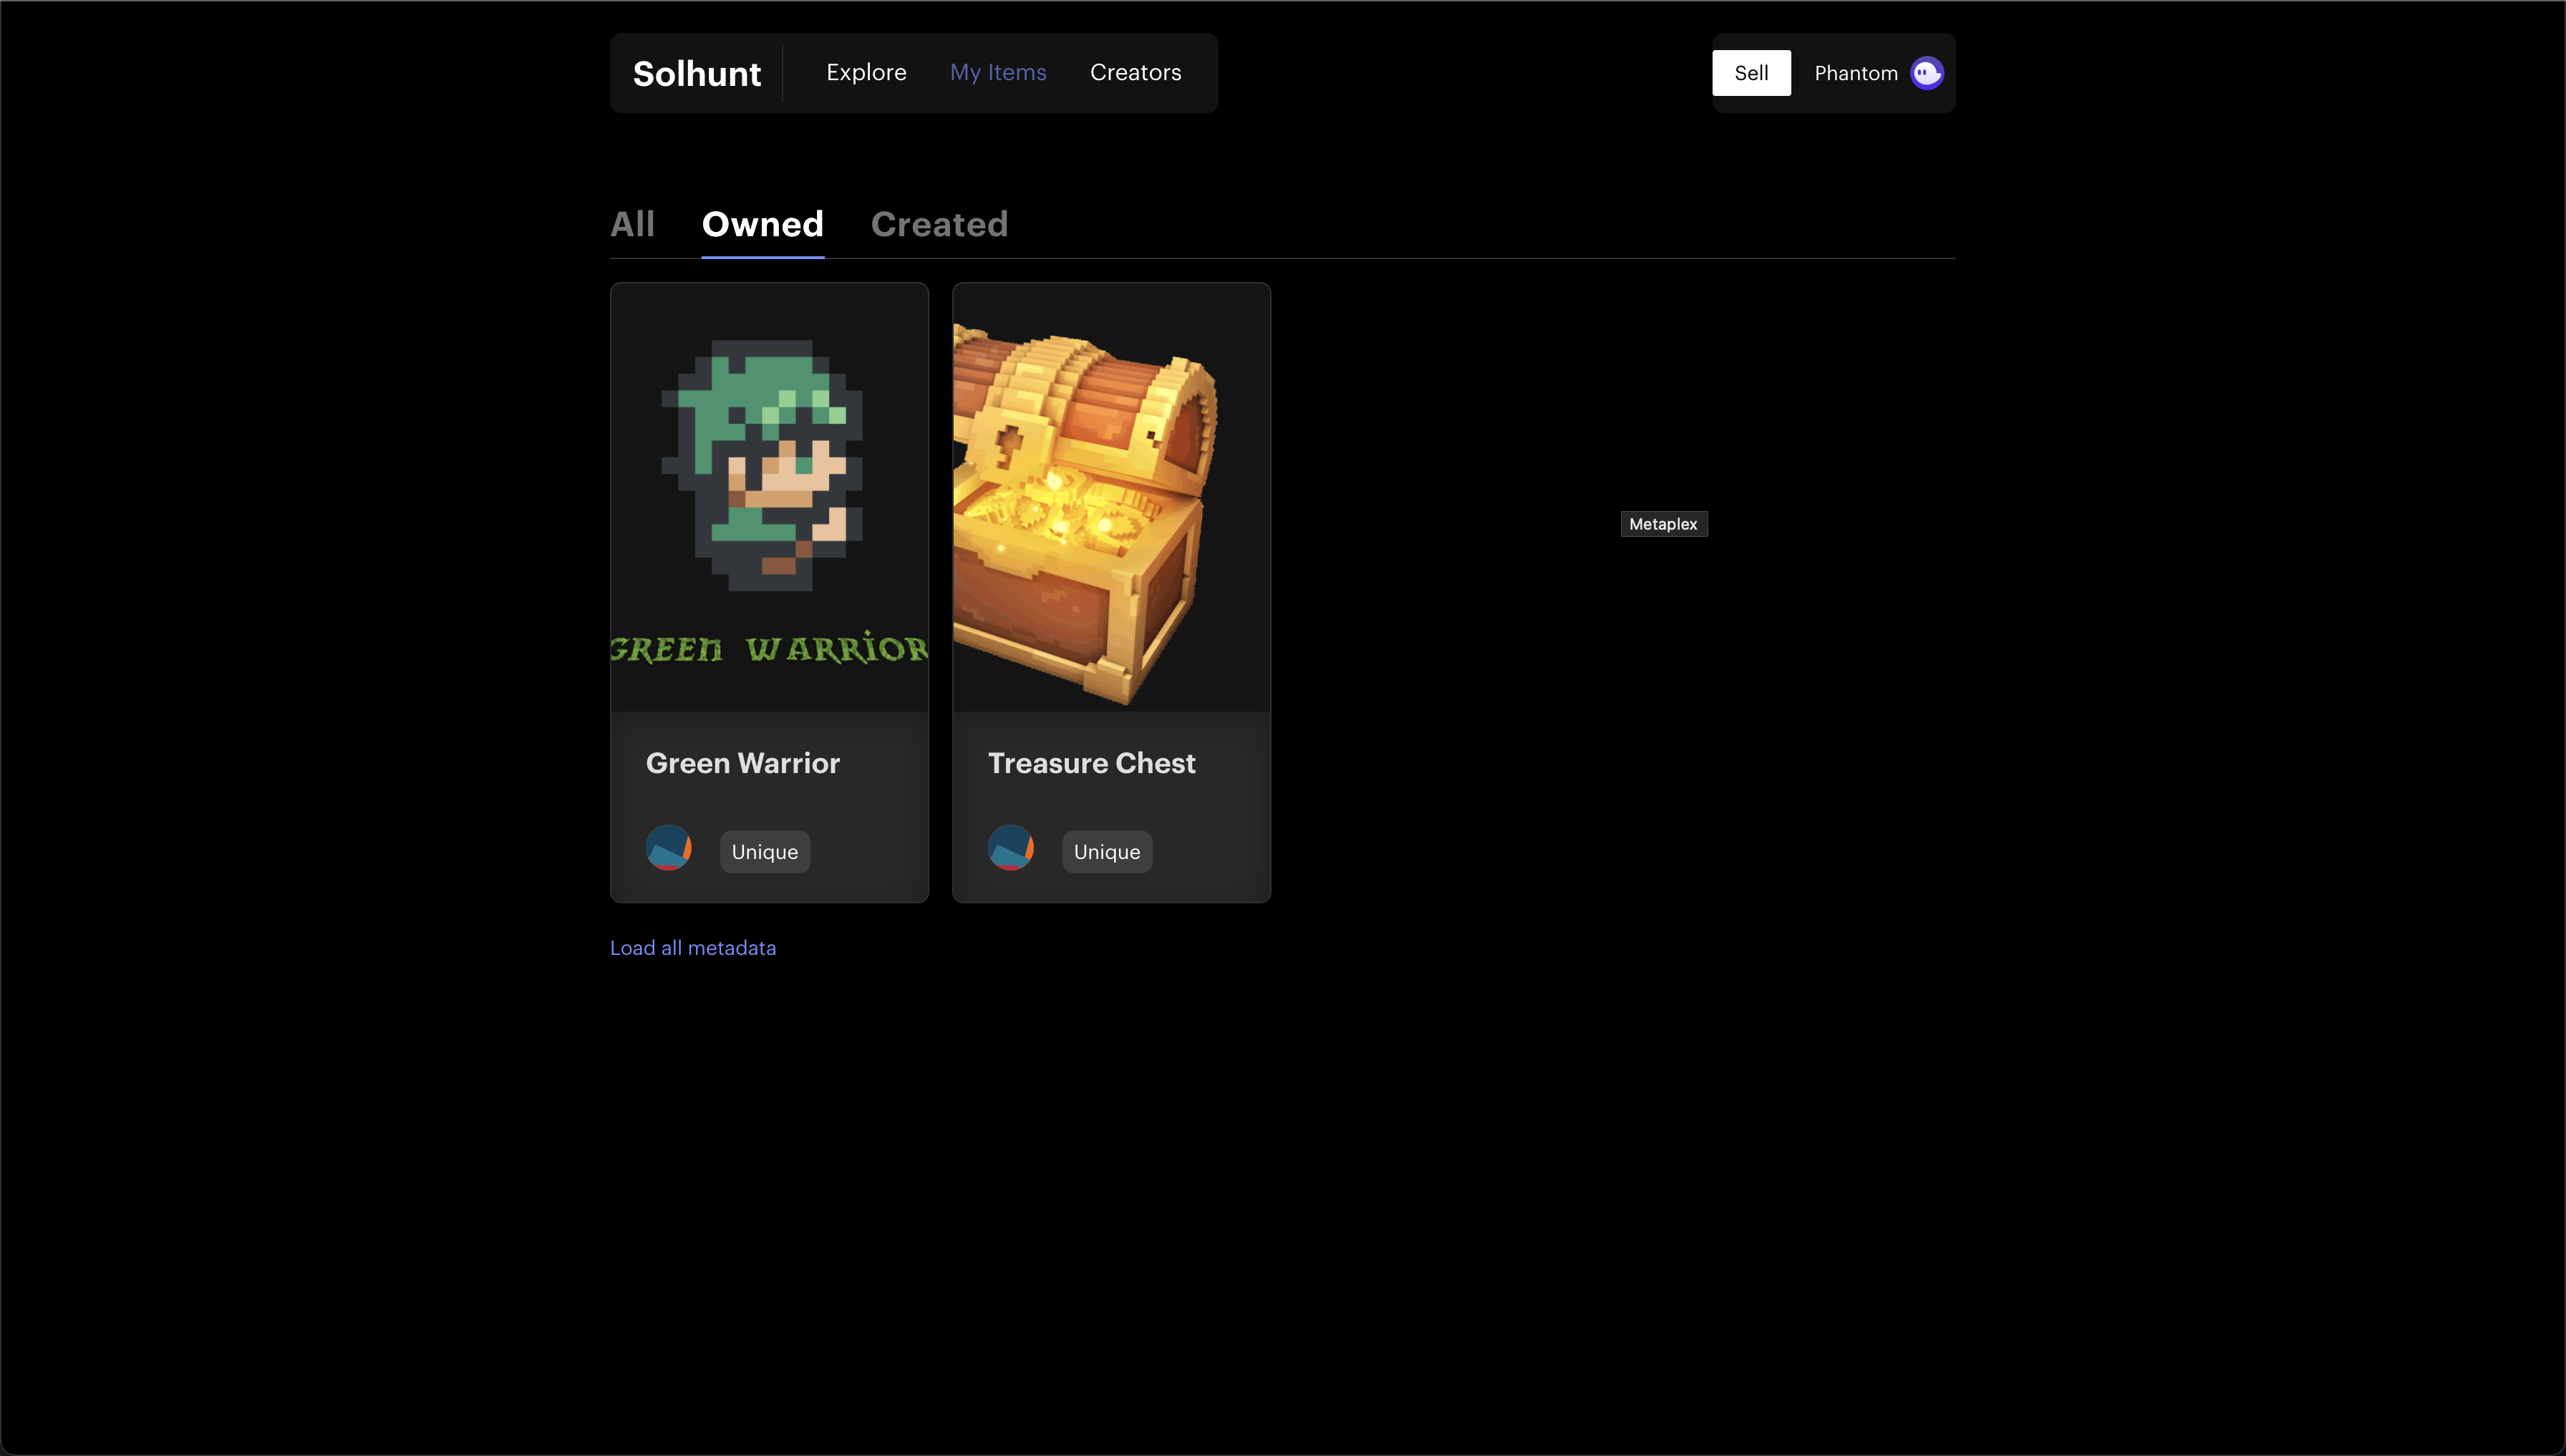 Solhunt Explore My Items Creators Sell Phantom
All Owned Created
Metaplex
GREEN WARRIOR
Green Warrior
Unique
Treasure Chest
Unique
Load all metadata